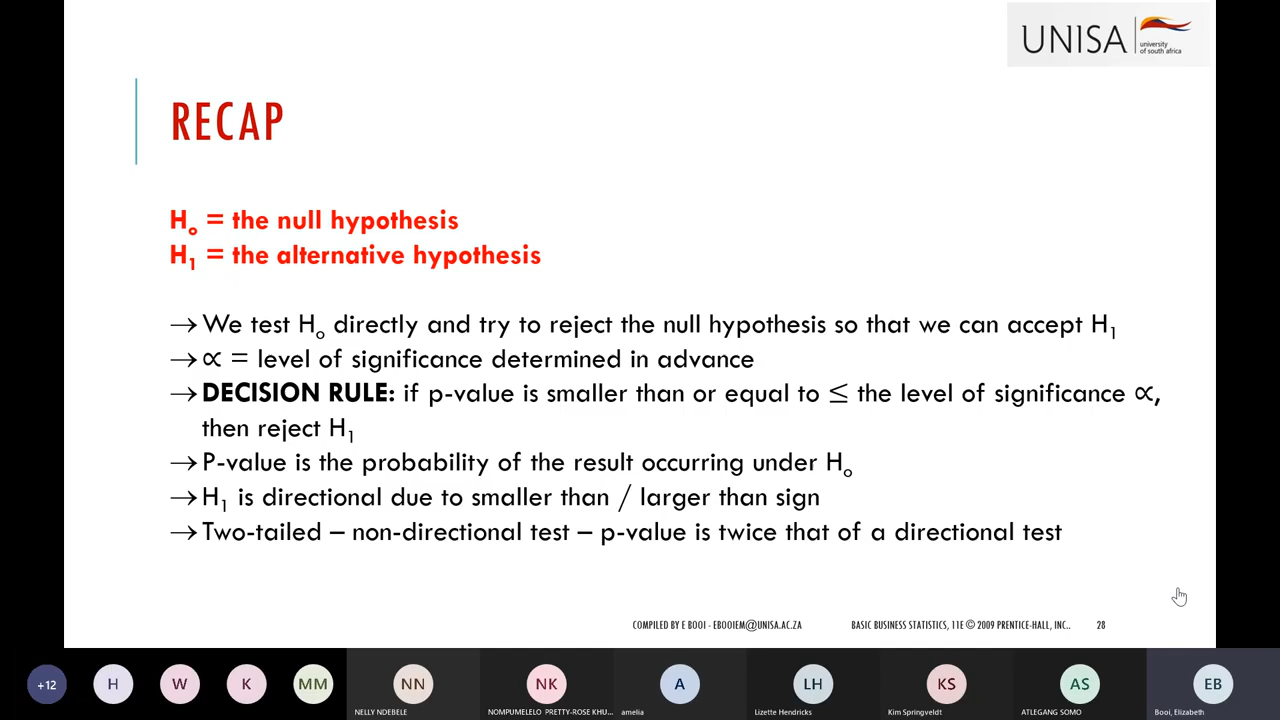 UNISA
university
of south africa
RECAP
Ho = the null hypothesis
H1 = the alternative hypothesis
→We test Ho directly and try to reject the null hypothesis so that we can accept H1
→∝ = level of significance determined in advance
→DECISION RULE: if p-value is smaller than or equal to ≤ the level of significance ∝,
then reject H1
→P-value is the probability of the result occurring under Ho
→H1 is directional due to smaller than / larger than sign
→Two-tailed – non-directional test – p-value is twice that of a directional test
COMPILED BY E BOOI - EBOOIEM@UNISA.AC.ZA
BASIC BUSINESS STATISTICS, 11E © 2009 PRENTICE-HALL, INC..
28
+12
H
W
K
MM
NN
NK
A
LH
KS
AS
EB
NELLY NDEBELE
NOMPUMELELO PRETTY-ROSE KHU...
amelia
Lizette Hendricks
Kim Springveldt
ATLEGANG SOMO
Booi, Elizabeth